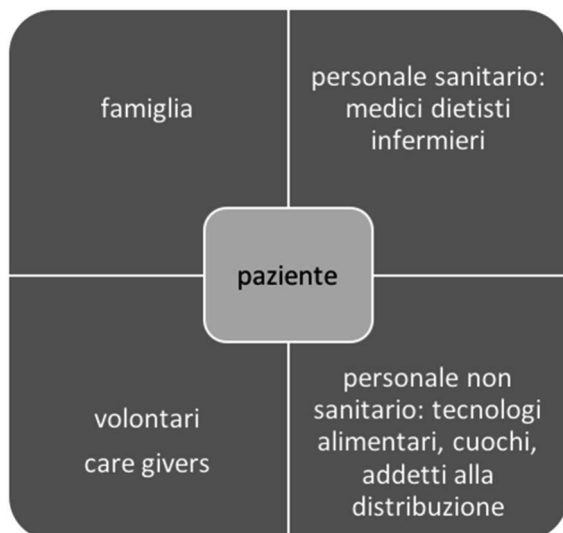 famiglia
personale sanitario:
medici dietisti
infermieri
paziente
volontari
care givers
personale non
sanitario: tecnologi
alimentari, cuochi,
addetti alla
distribuzione